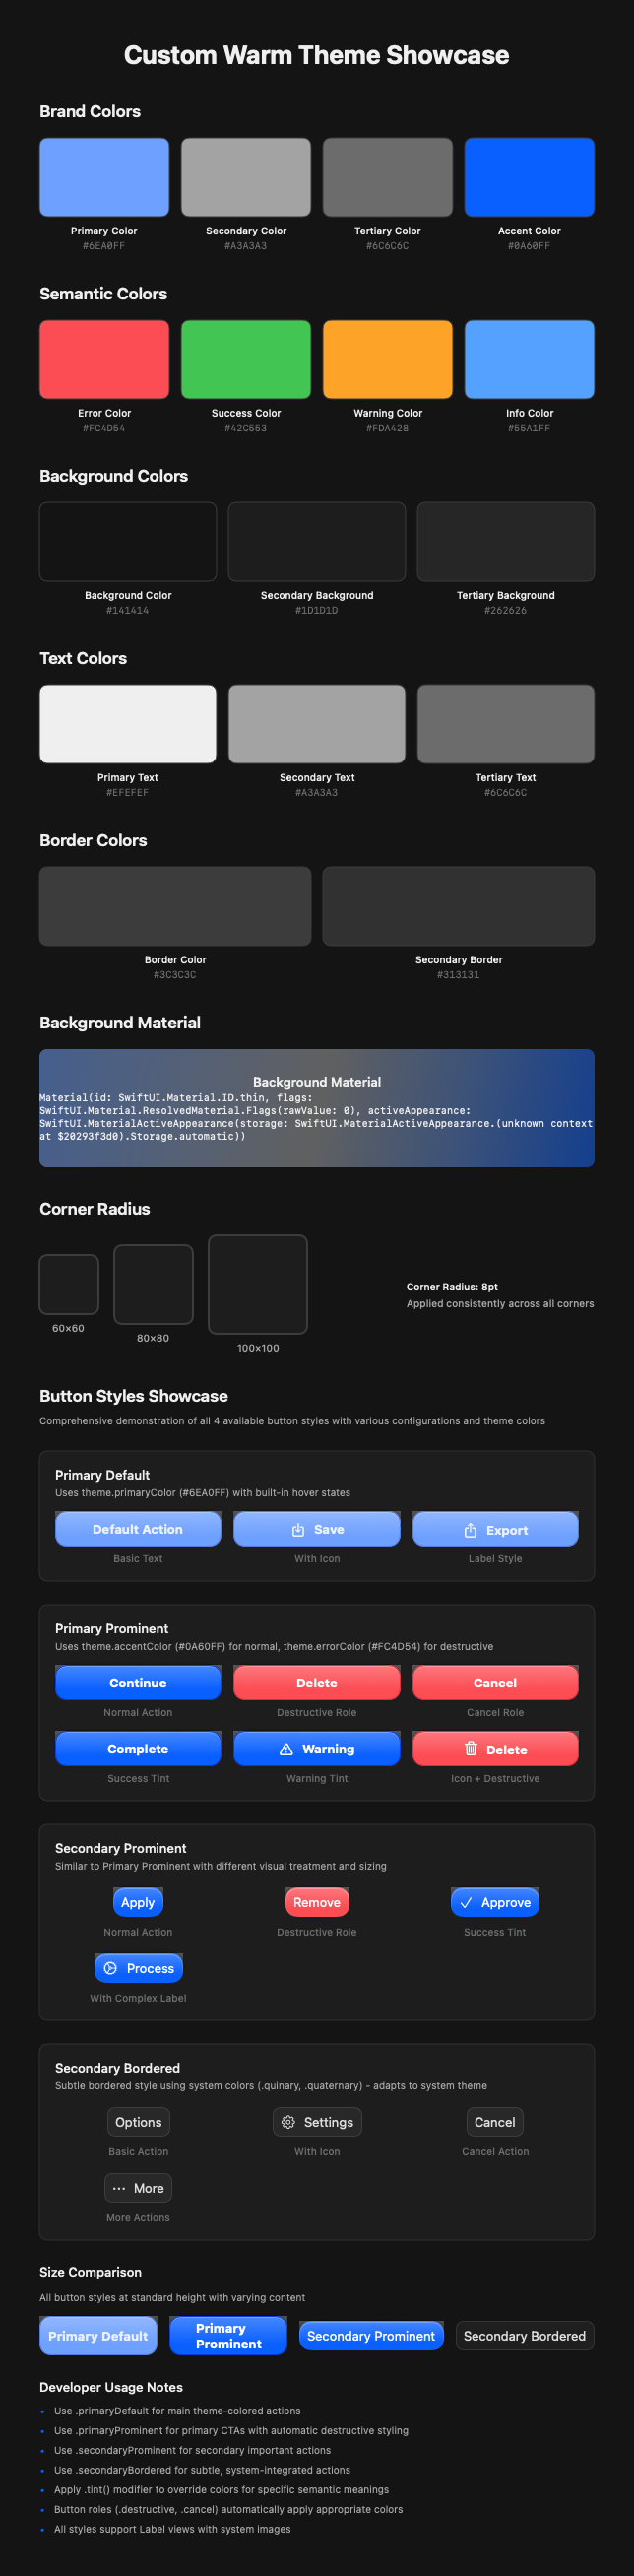 Custom Warm Theme Showcase
Brand Colors
Primary Color
#6EA0FF
Secondary Color
#A3A3A3
Tertiary Color
#6C6C6C
Accent Color
#0A60FF
Semantic Colors
Error Color
#FC4D54
Success Color
#42C553
Warning Color
#FDA428
Info Color
#55A1FF
Background Colors
Background Color
#141414
Secondary Background
#1D1D1D
Tertiary Background
#262626
Text Colors
Primary Text
#EFEFEF
Secondary Text
#A3A3A3
Tertiary Text
#6C6C6C
Border Colors
Border Color
#3C3C3C
Secondary Border
#313131
Background Material
Background Material
Material(id: SwiftUI.Material.ID.thin, flags:
SwiftUI.Material.ResolvedMaterial.Flags(rawValue: 0), activeAppearance:
SwiftUI.MaterialActiveAppearance(storage: SwiftUI.MaterialActiveAppearance.(unknown context
at $20293f3d0).Storage.automatic))
Corner Radius
60×60
80×80
100×100
Corner Radius: 8pt
Applied consistently across all corners
Button Styles Showcase
Comprehensive demonstration of all 4 available button styles with various configurations and theme colors
Primary Default
Uses theme.primaryColor (#6EA0FF) with built-in hover states
Default Action
Save
Export
Basic Text
With Icon
Label Style
Primary Prominent
Uses theme.accentColor (#0A60FF) for normal, theme.errorColor (#FC4D54) for destructive
Continue
Delete
Cancel
Normal Action
Destructive Role
Cancel Role
Complete
Warning
Delete
Success Tint
Warning Tint
Icon + Destructive
Secondary Prominent
Similar to Primary Prominent with different visual treatment and sizing
Apply
Remove
Approve
Normal Action
Destructive Role
Success Tint
Process
With Complex Label
Secondary Bordered
Subtle bordered style using system colors (.quinary, .quaternary) - adapts to system theme
Options
Settings
Cancel
Basic Action
With Icon
Cancel Action
More
More Actions
Size Comparison
All button styles at standard height with varying content
Primary Default
Primary
Prominent
Secondary Prominent
Secondary Bordered
Developer Usage Notes
• Use .primaryDefault for main theme-colored actions
• Use .primaryProminent for primary CTAs with automatic destructive styling
• Use .secondaryProminent for secondary important actions
• Use .secondaryBordered for subtle, system-integrated actions
• Apply .tint() modifier to override colors for specific semantic meanings
• Button roles (.destructive, .cancel) automatically apply appropriate colors
• All styles support Label views with system images